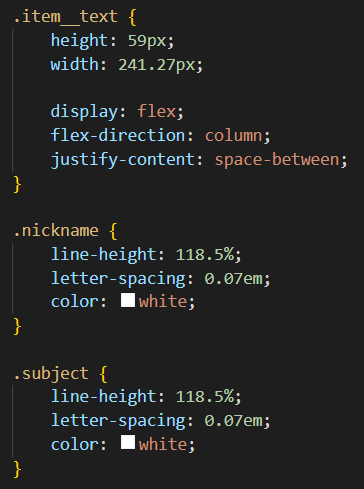 .item__text {
    height: 59px;
    width: 241.27px;

    display: flex;
    flex-direction: column;
    justify-content: space-between;
}

.nickname {
    line-height: 118.5%;
    letter-spacing: 0.07em;
    color: white;
}

.subject {
    line-height: 118.5%;
    letter-spacing: 0.07em;
    color: white;
}